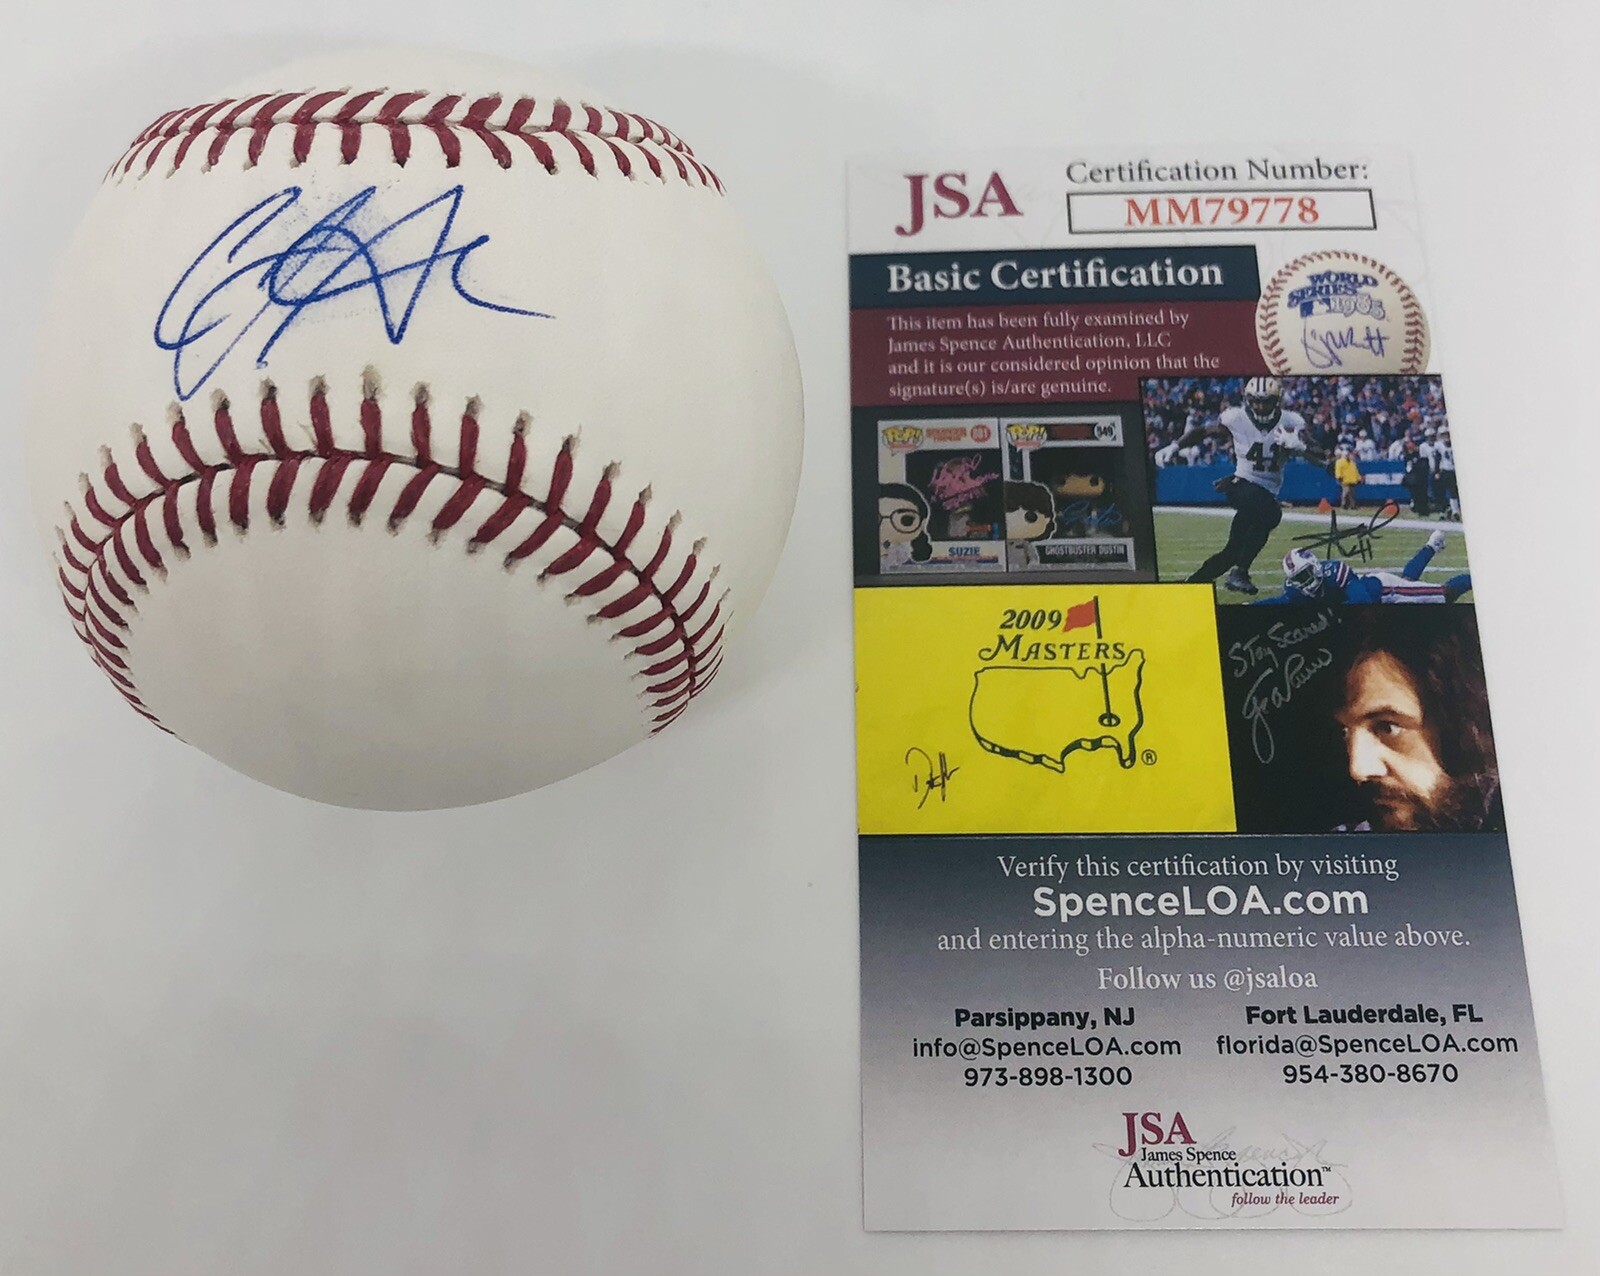 JSA
Certification Number:
MM79778
Basic Certification
This item has been fully examined by
James Spence Authentication, LLC
and it is our considered opinion that the
signature(s) is/are genuine.
WORLD
SERIES
1985
POP!
POP!
949
SUZIE
GHOSTBUSTER DUSTIN
41
2009
MASTERS
®
Stay Scared!
Verify this certification by visiting
SpenceLOA.com
and entering the alpha-numeric value above.
Follow us @jsaloa
Parsippany, NJ
info@SpenceLOA.com
973-898-1300
Fort Lauderdale, FL
florida@SpenceLOA.com
954-380-8670
JSA
James Spence
Authentication™
follow the leader